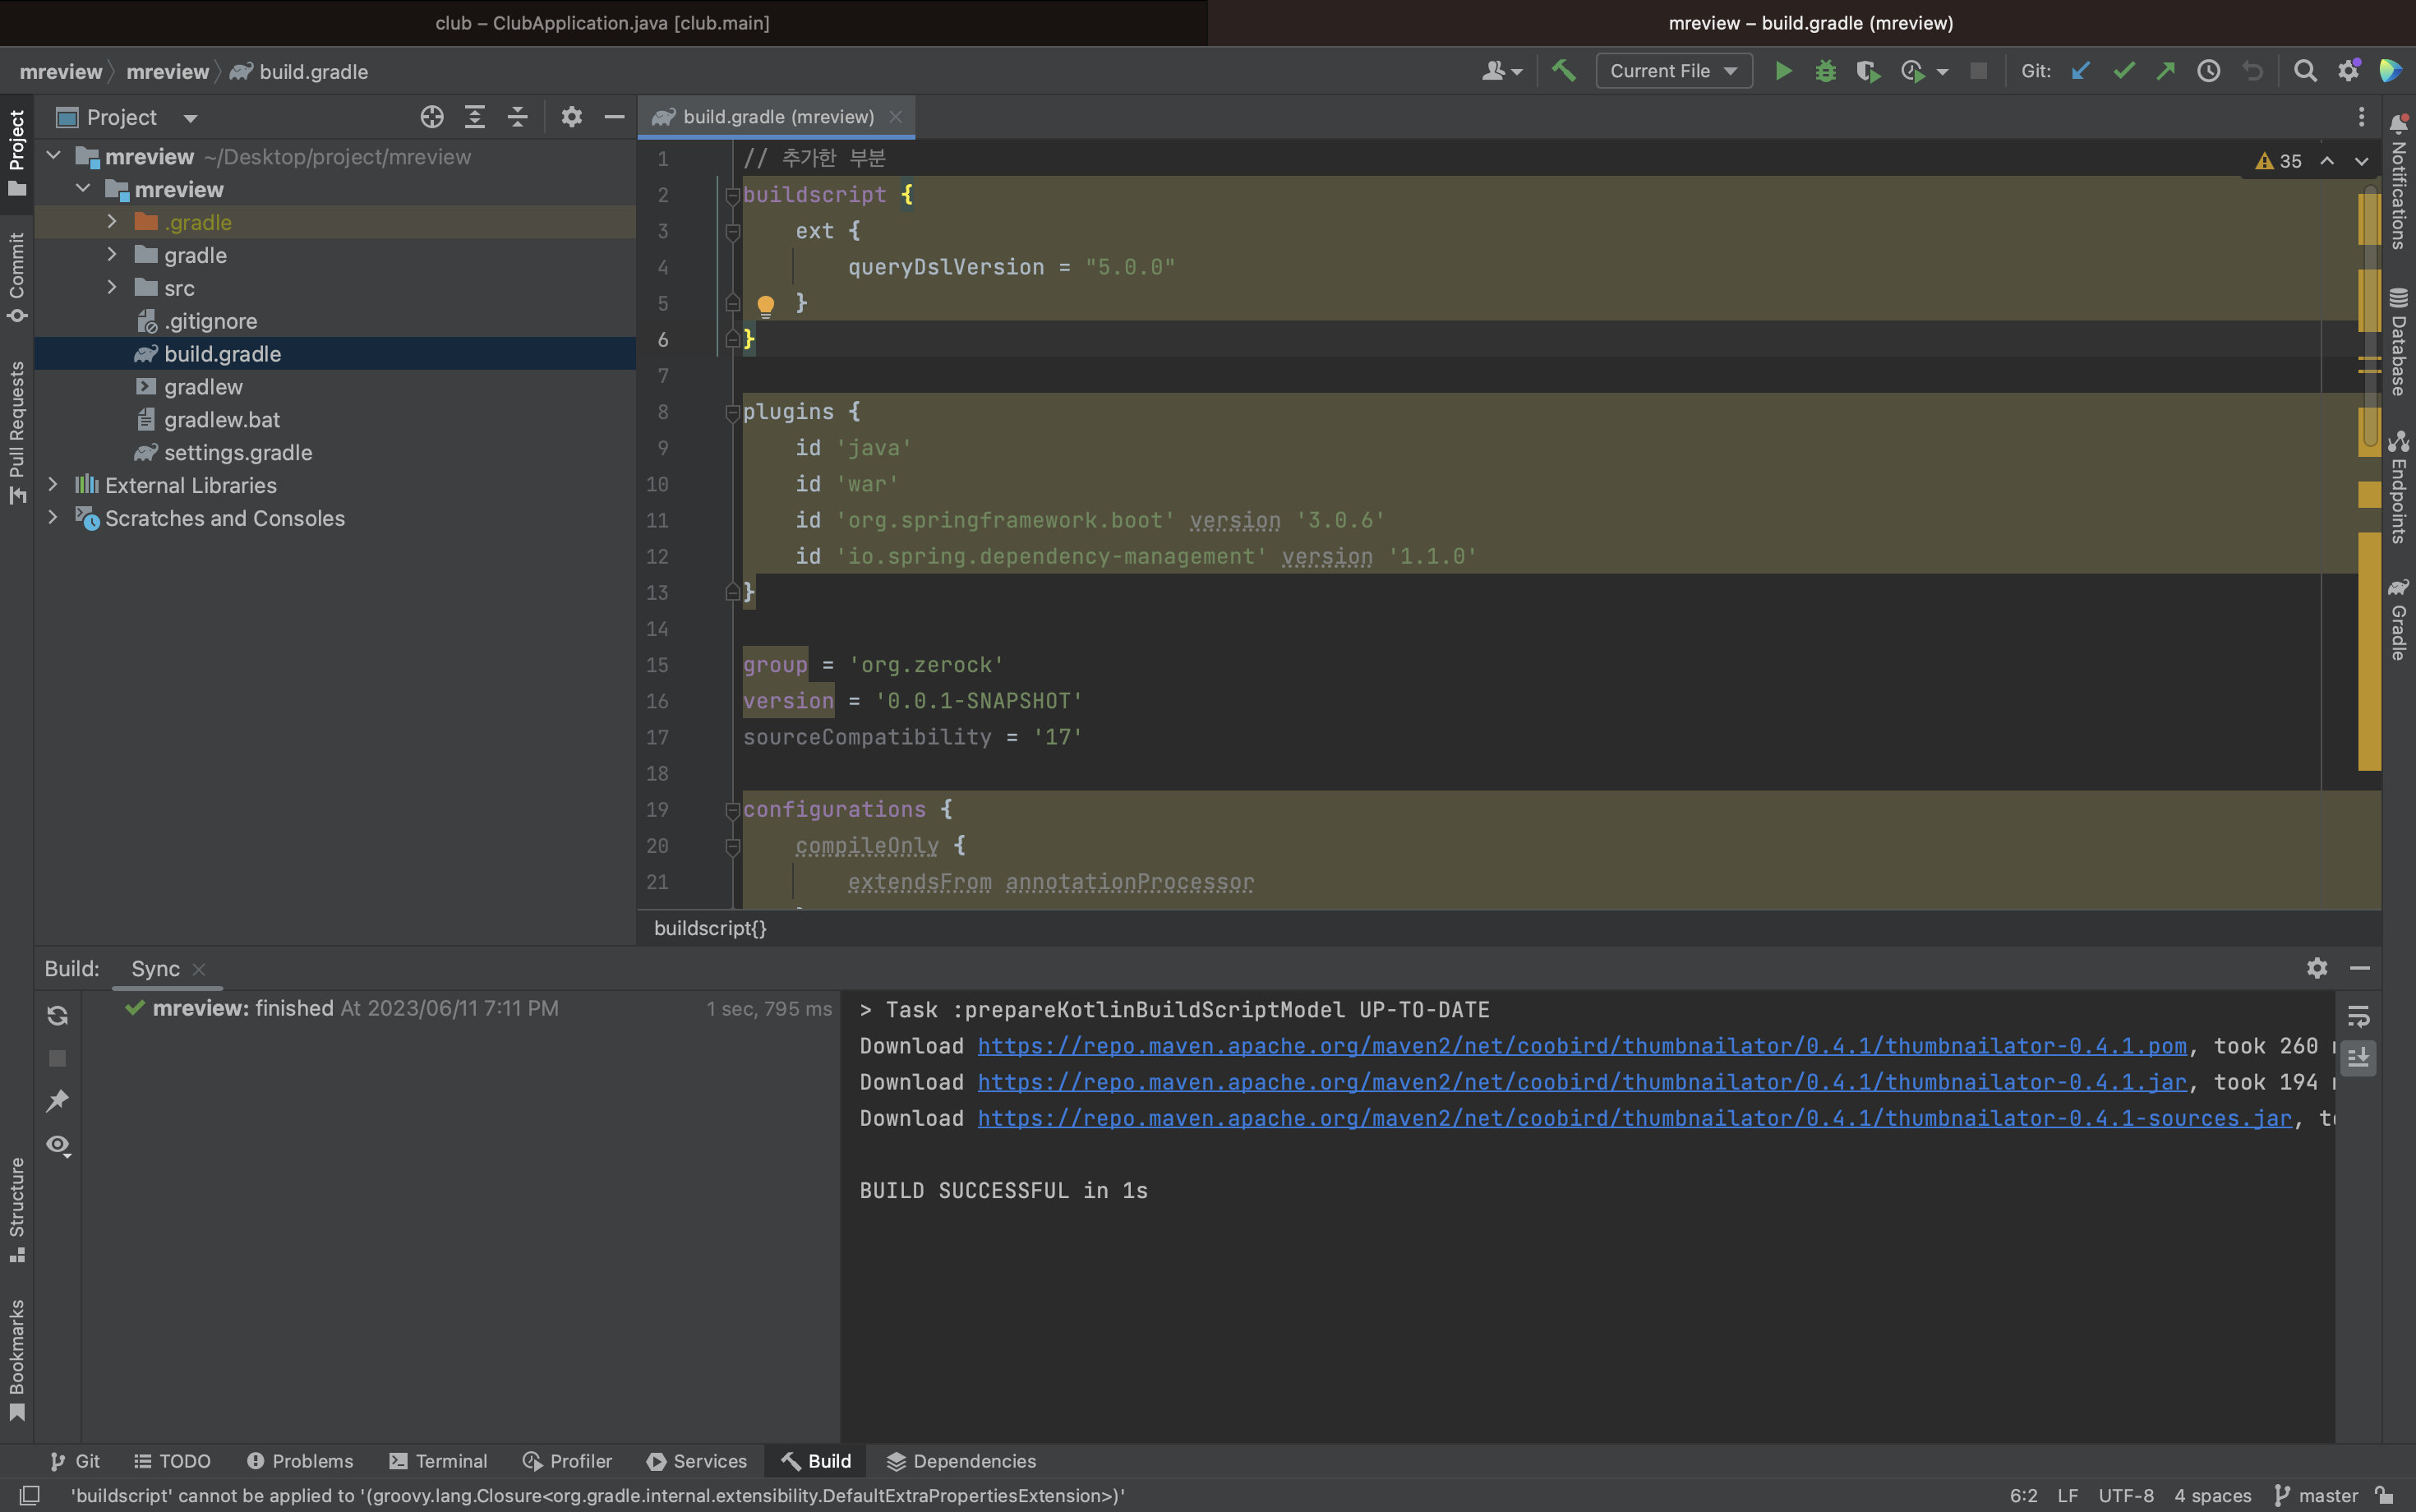 club – ClubApplication.java [club.main]
mreview – build.gradle (mreview)
mreview mreview build.gradle
Current File
Git:
Project
build.gradle (mreview)
Project
Commit
Pull Requests
Structure
Bookmarks
mreview ~/Desktop/project/mreview
mreview
.gradle
gradle
src
.gitignore
build.gradle
gradlew
gradlew.bat
settings.gradle
External Libraries
Scratches and Consoles
35
1 // 추가한 부분
2 buildscript {
3 ext {
4 queryDslVersion = "5.0.0"
5 }
6 }
7
8 plugins {
9 id 'java'
10 id 'war'
11 id 'org.springframework.boot' version '3.0.6'
12 id 'io.spring.dependency-management' version '1.1.0'
13 }
14
15 group = 'org.zerock'
16 version = '0.0.1-SNAPSHOT'
17 sourceCompatibility = '17'
18
19 configurations {
20 compileOnly {
21 extendsFrom annotationProcessor
buildscript{}
Notifications
Database
Endpoints
Gradle
Build: Sync
mreview: finished At 2023/06/11 7:11 PM 1 sec, 795 ms
> Task :prepareKotlinBuildScriptModel UP-TO-DATE
Download https://repo.maven.apache.org/maven2/net/coobird/thumbnailator/0.4.1/thumbnailator-0.4.1.pom, took 260
Download https://repo.maven.apache.org/maven2/net/coobird/thumbnailator/0.4.1/thumbnailator-0.4.1.jar, took 194
Download https://repo.maven.apache.org/maven2/net/coobird/thumbnailator/0.4.1/thumbnailator-0.4.1-sources.jar,
BUILD SUCCESSFUL in 1s
Git TODO Problems Terminal Profiler Services Build Dependencies
'buildscript' cannot be applied to '(groovy.lang.Closure<org.gradle.internal.extensibility.DefaultExtraPropertiesExtension>)'
6:2 LF UTF-8 4 spaces master